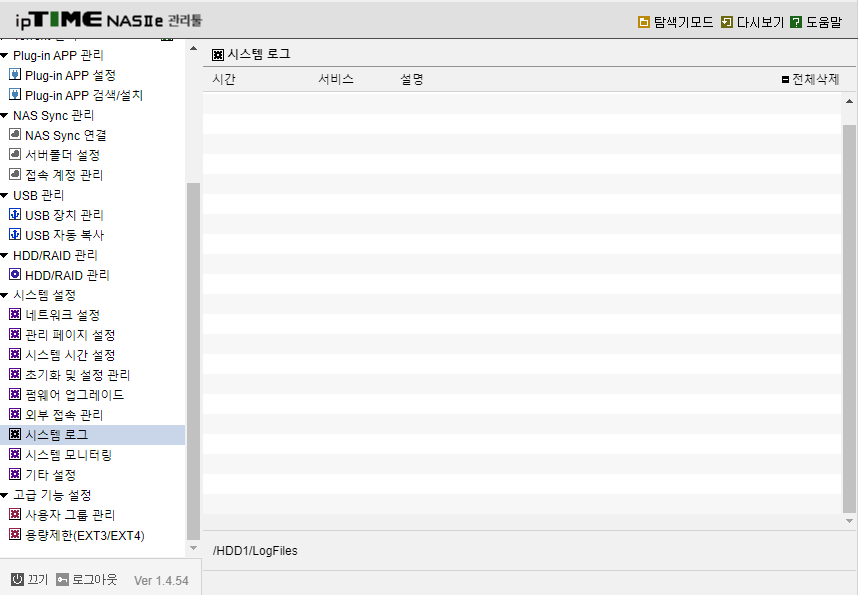 ipTIME NASⅡe 관리툴
탐색기모드 다시보기 도움말
Plug-in APP 관리
Plug-in APP 설정
Plug-in APP 검색/설치
NAS Sync 관리
NAS Sync 연결
서버폴더 설정
접속 계정 관리
USB 관리
USB 장치 관리
USB 자동 복사
HDD/RAID 관리
HDD/RAID 관리
시스템 설정
네트워크 설정
관리 페이지 설정
시스템 시간 설정
초기화 및 설정 관리
펌웨어 업그레이드
외부 접속 관리
시스템 로그
시스템 모니터링
기타 설정
고급 기능 설정
사용자 그룹 관리
용량제한(EXT3/EXT4)
끄기 로그아웃 Ver 1.4.54
시스템 로그
시간 서비스 설명 전체삭제
/HDD1/LogFiles